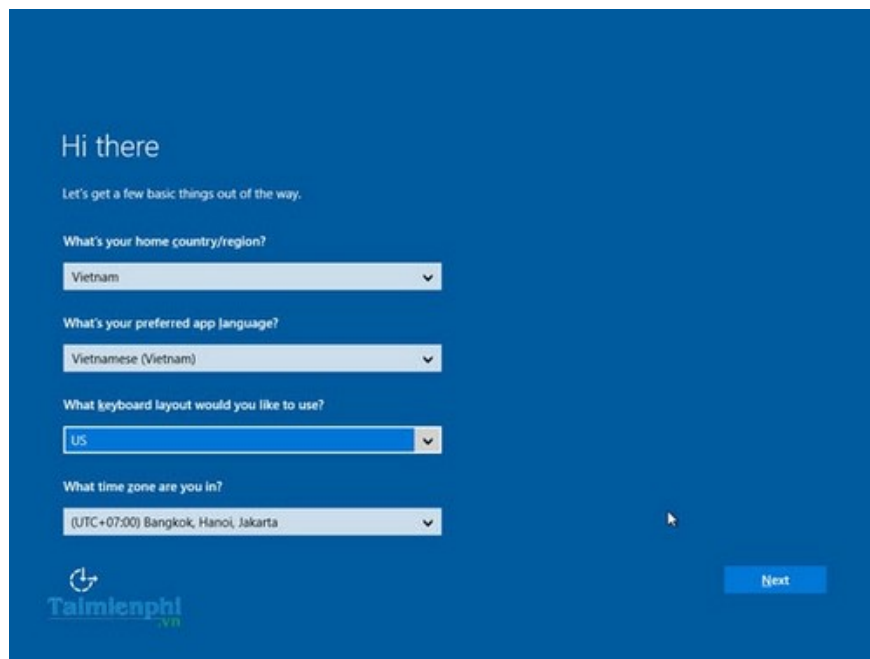 Hi there
Let's get a few basic things out of the way.
What's your home country/region?
Vietnam
What's your preferred app language?
Vietnamese (Vietnam)
What keyboard layout would you like to use?
US
What time zone are you in?
(UTC+07:00) Bangkok, Hanoi, Jakarta
Next
Taimienphi
.vn